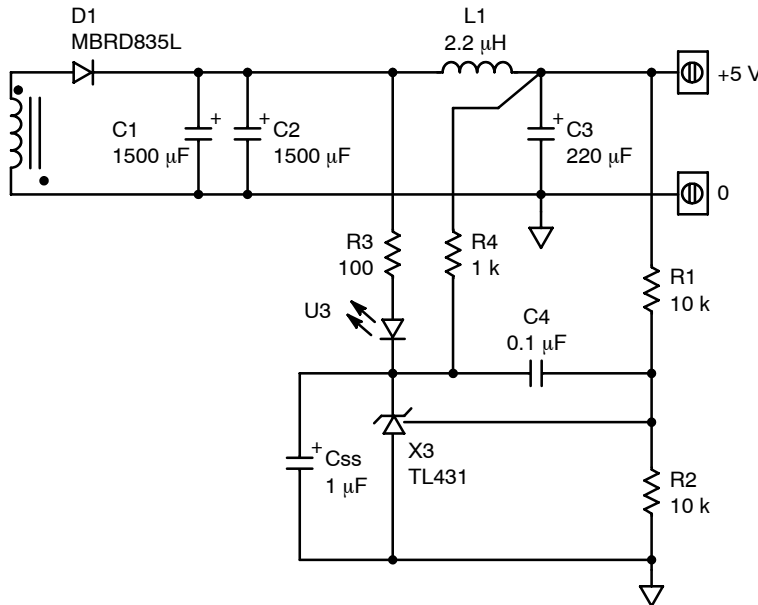 D1
MBRD835L
L1
2.2 μH
+5 V
C1
1500 μF
+
+
C2
1500 μF
+
C3
220 μF
0
R3
100
R4
1 k
R1
10 k
U3
C4
0.1 μF
+
Css
1 μF
X3
TL431
R2
10 k